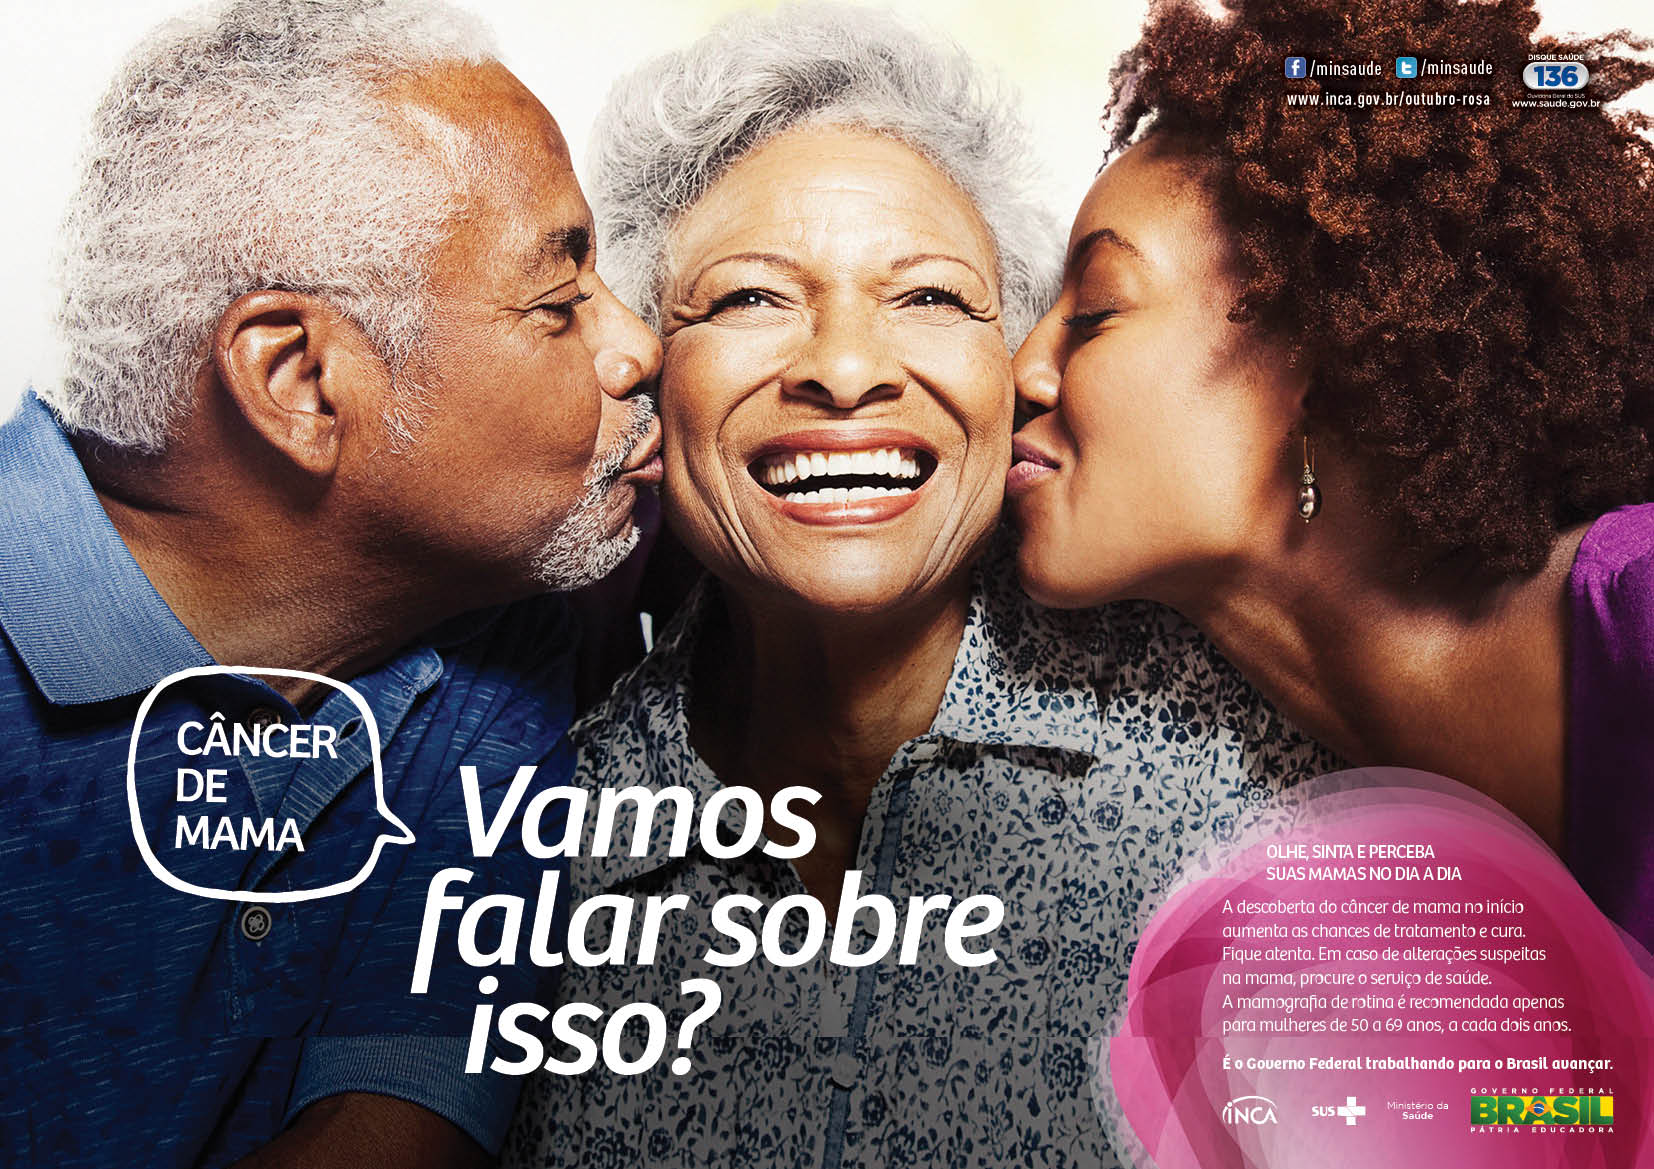 /minsaude /minsaude
www.inca.gov.br/outubro-rosa
DISQUE SAÚDE
136
Ouvidoria Geral do SUS
www.saude.gov.br
CÂNCER
DE
MAMA
Vamos
falar sobre
isso?
OLHE, SINTA E PERCEBA
SUAS MAMAS NO DIA A DIA
A descoberta do câncer de mama no início
aumenta as chances de tratamento e cura.
Fique atenta. Em caso de alterações suspeitas
na mama, procure o serviço de saúde.
A mamografia de rotina é recomendada apenas
para mulheres de 50 a 69 anos, a cada dois anos.
É o Governo Federal trabalhando para o Brasil avançar.
INCA
SUS
Ministério da
Saúde
GOVERNO FEDERAL
BRASIL
PÁTRIA EDUCADORA